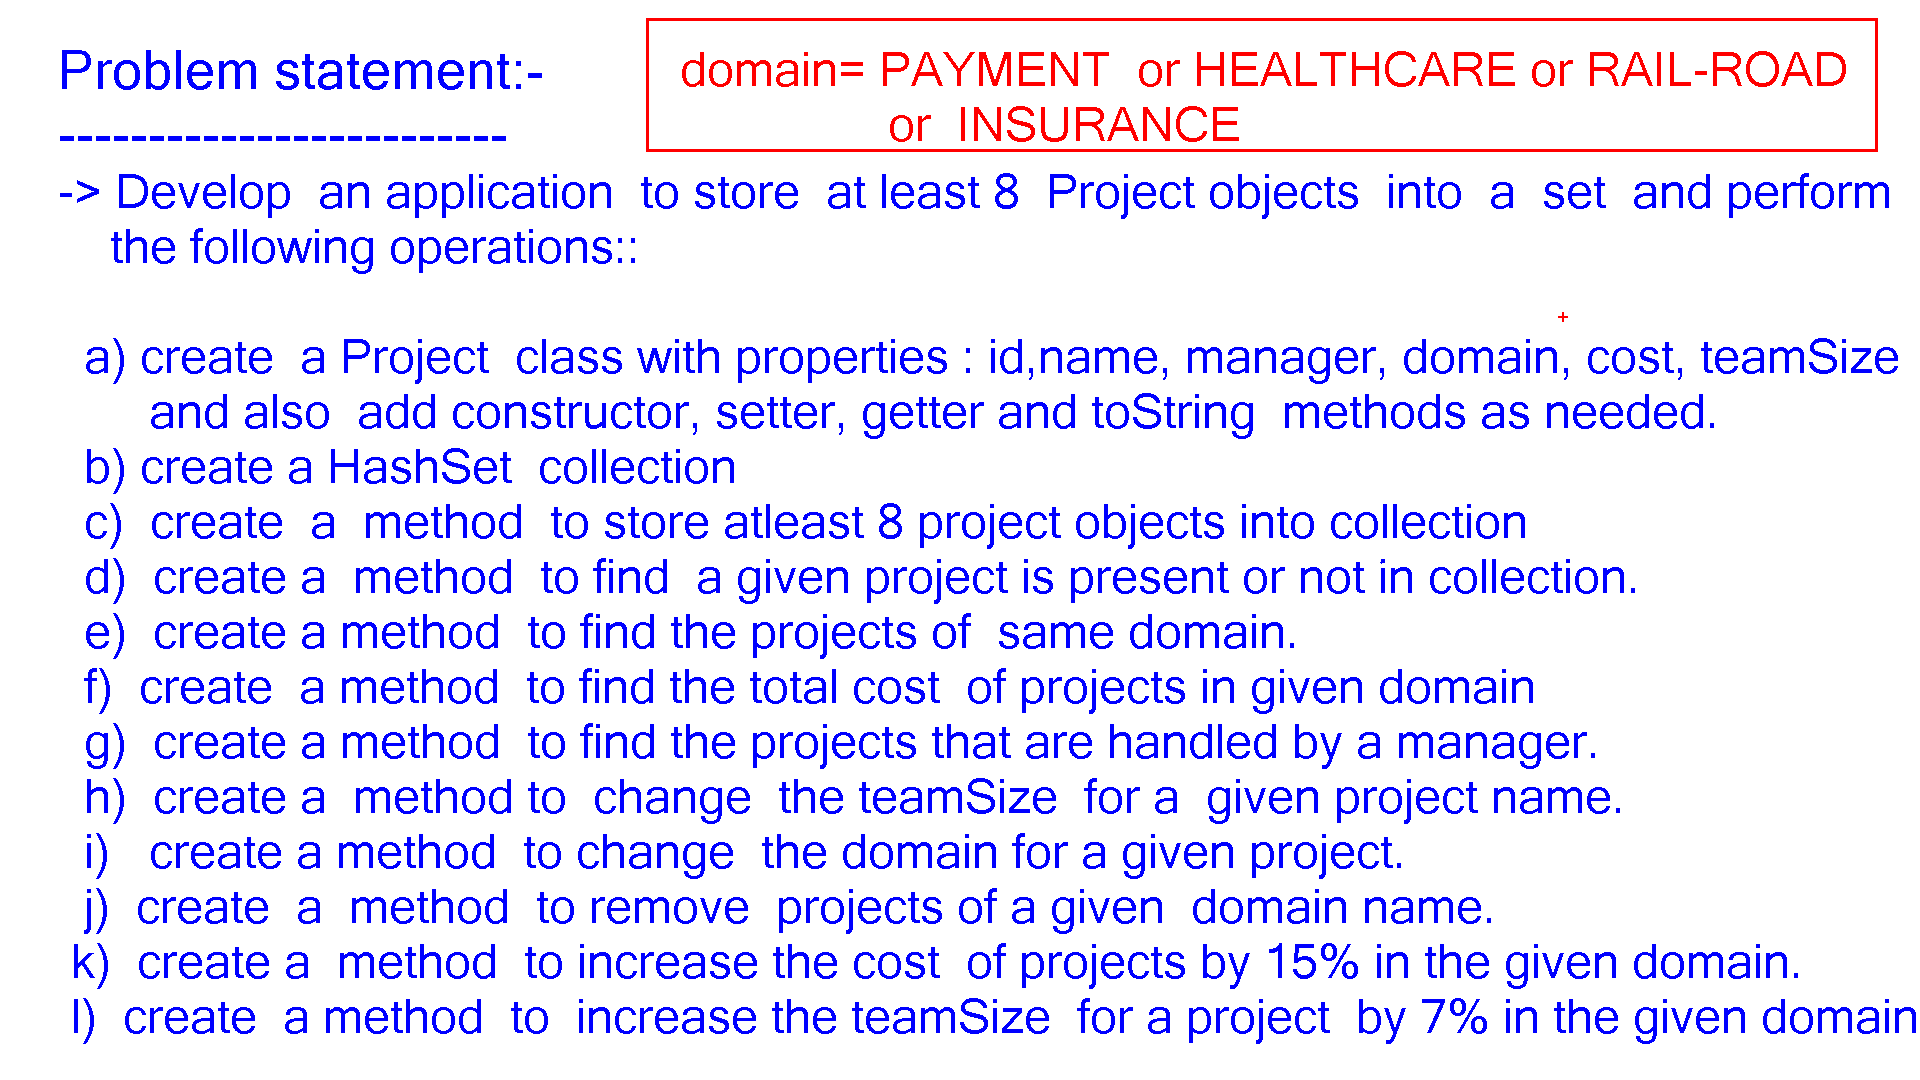 Problem statement:-
domain= PAYMENT or HEALTHCARE or RAIL-ROAD
or INSURANCE
-------------------------
-> Develop an application to store at least 8 Project objects into a set and perform
the following operations::
a) create a Project class with properties : id,name, manager, domain, cost, teamSize
and also add constructor, setter, getter and toString methods as needed.
b) create a HashSet collection
c) create a method to store atleast 8 project objects into collection
d) create a method to find a given project is present or not in collection.
e) create a method to find the projects of same domain.
f) create a method to find the total cost of projects in given domain
g) create a method to find the projects that are handled by a manager.
h) create a method to change the teamSize for a given project name.
i) create a method to change the domain for a given project.
j) create a method to remove projects of a given domain name.
k) create a method to increase the cost of projects by 15% in the given domain.
l) create a method to increase the teamSize for a project by 7% in the given domain